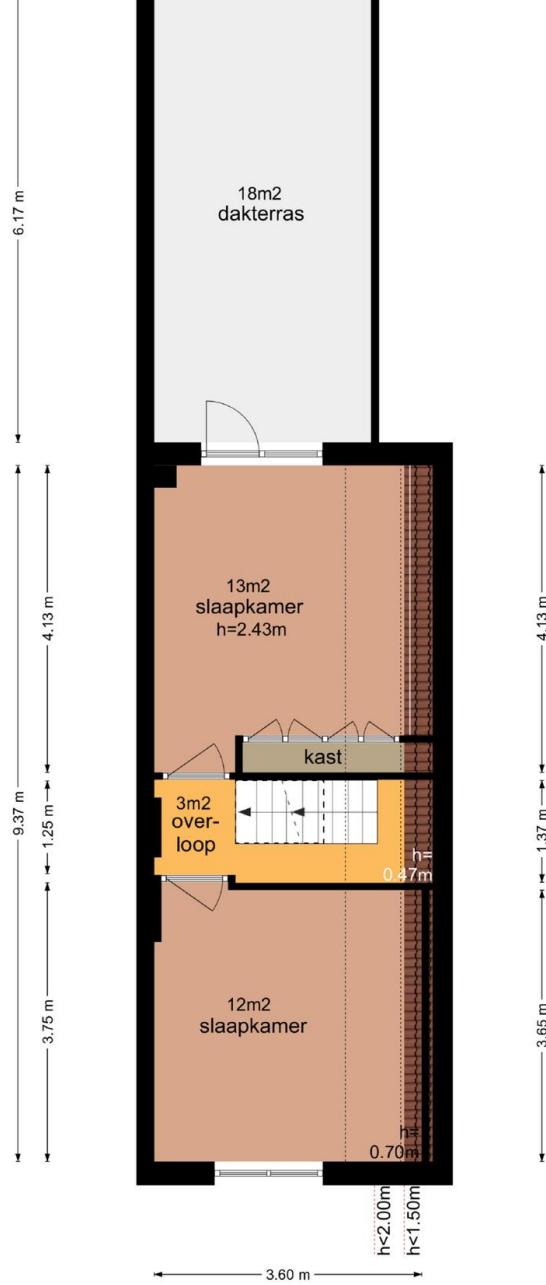 18m2
dakterras
6.17 m
13m2
slaapkamer
h=2.43m
4.13 m
4.13 m
kast
9.37 m
1.25 m
3m2
over-
loop
1.37 m
h=
0.47m
12m2
slaapkamer
3.75 m
3.65 m
h=
0.70m
h<2.00m
h<1.50m
3.60 m